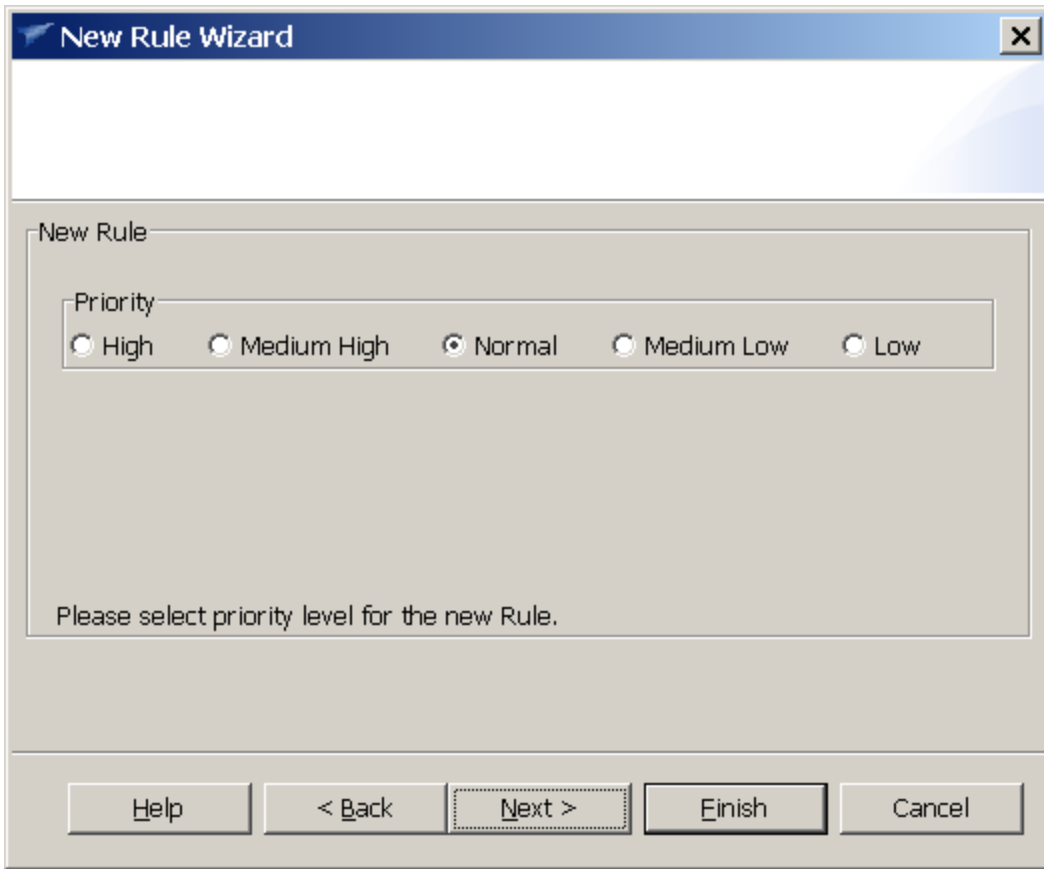 New Rule Wizard
New Rule
Priority
High Medium High Normal Medium Low Low
Please select priority level for the new Rule.
Help < Back Next > Finish Cancel